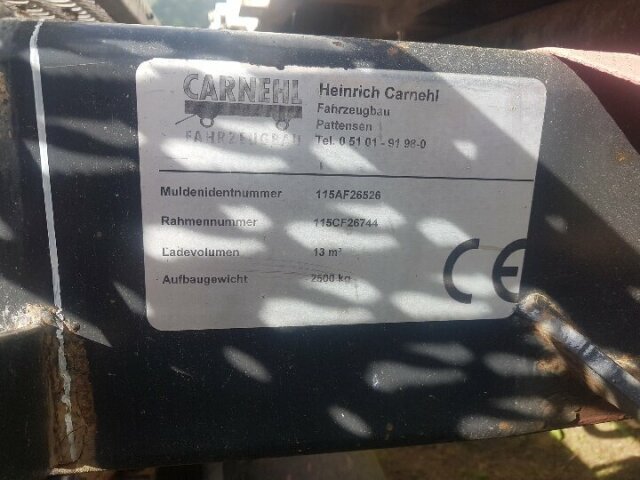 CARNEHL
FAHRZEUGBAU
Heinrich Carnehl
Fahrzeugbau
Pattensen
Tel. 0 51 01 - 91 98-0
Muldenidentnummer 115AF26526
Rahmennummer 115CF26744
Ladevolumen 13 m³
Aufbaugewicht 2500 kg
CE